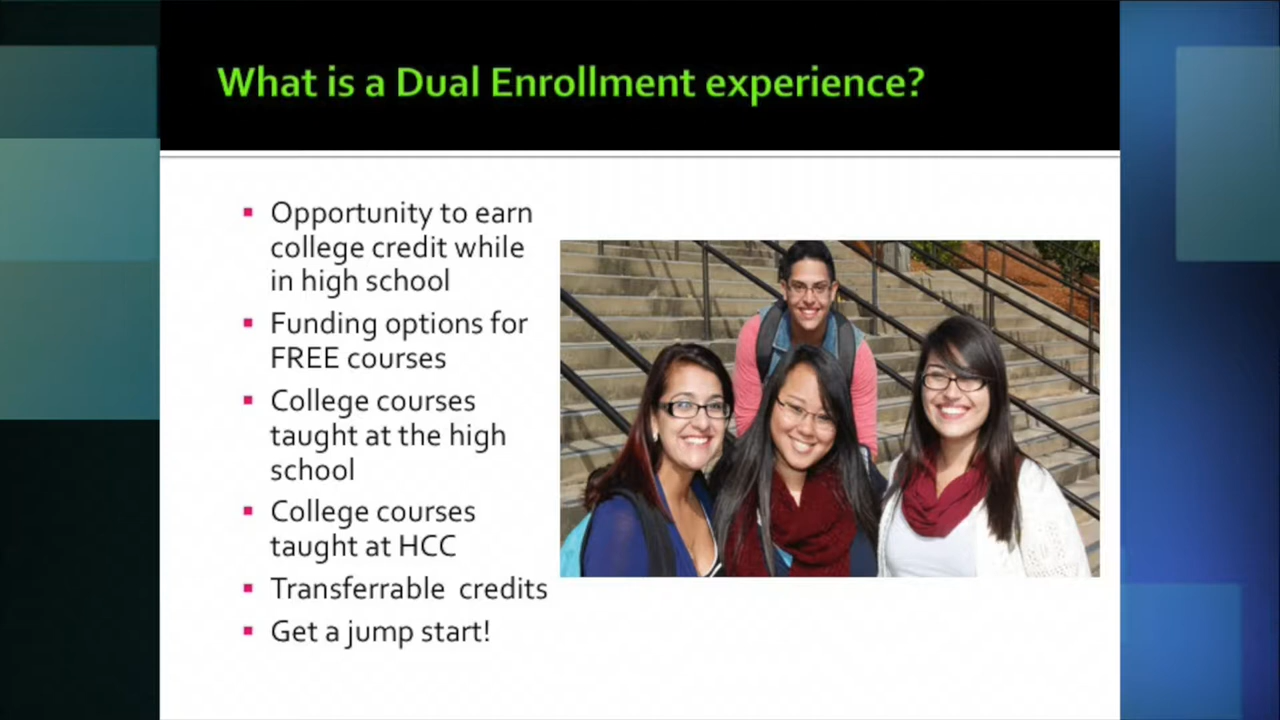 What is a Dual Enrollment experience?
Opportunity to earn
college credit while
in high school
Funding options for
FREE courses
College courses
taught at the high
school
College courses
taught at HCC
Transferrable credits
Get a jump start!